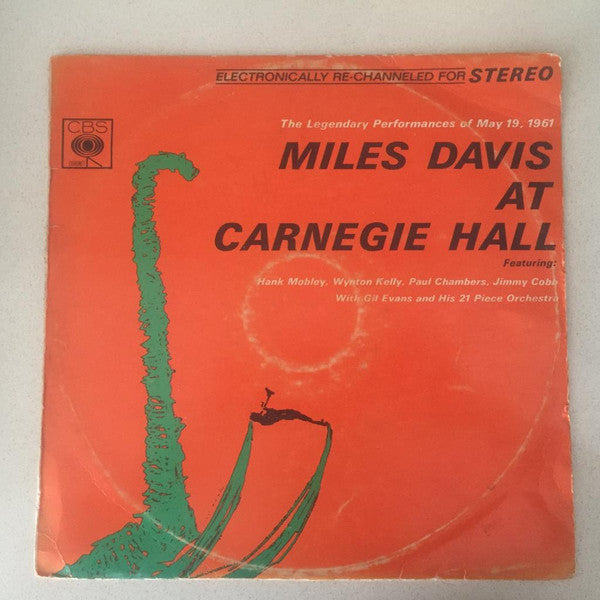 ELECTRONICALLY RE-CHANNELED FOR STEREO
CBS
The Legendary Performances of May 19, 1961
MILES DAVIS
AT
CARNEGIE HALL
Featuring:
Hank Mobley, Wynton Kelly, Paul Chambers, Jimmy Cobb
With Gil Evans and His 21 Piece Orchestra